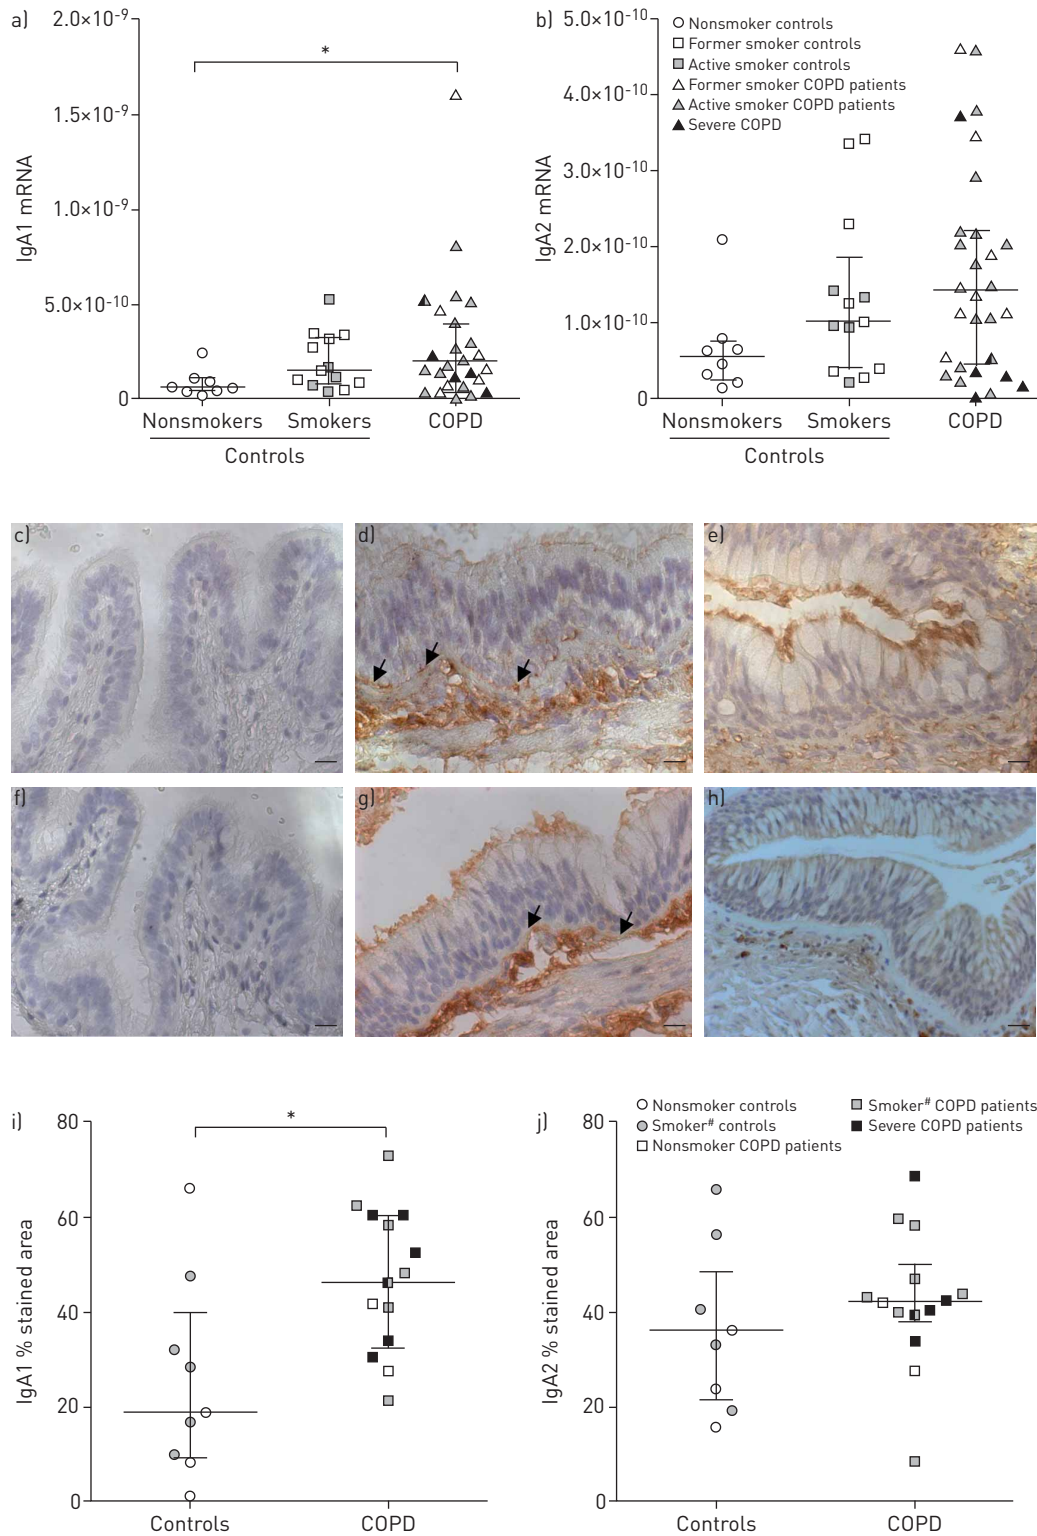 a)
2.0×10⁻⁹
1.5×10⁻⁹
1.0×10⁻⁹
5.0×10⁻¹⁰
0
IgA1 mRNA
*
Nonsmokers Smokers COPD
Controls
b)
5.0×10⁻¹⁰
4.0×10⁻¹⁰
3.0×10⁻¹⁰
2.0×10⁻¹⁰
1.0×10⁻¹⁰
0
IgA2 mRNA
Nonsmoker controls
Former smoker controls
Active smoker controls
Former smoker COPD patients
Active smoker COPD patients
Severe COPD
Nonsmokers Smokers COPD
Controls
c)
d)
e)
f)
g)
h)
i)
80
60
40
20
0
IgA1 % stained area
*
Controls COPD
j)
80
60
40
20
0
IgA2 % stained area
Nonsmoker controls
Smoker# controls
Nonsmoker COPD patients
Smoker# COPD patients
Severe COPD patients
Controls COPD